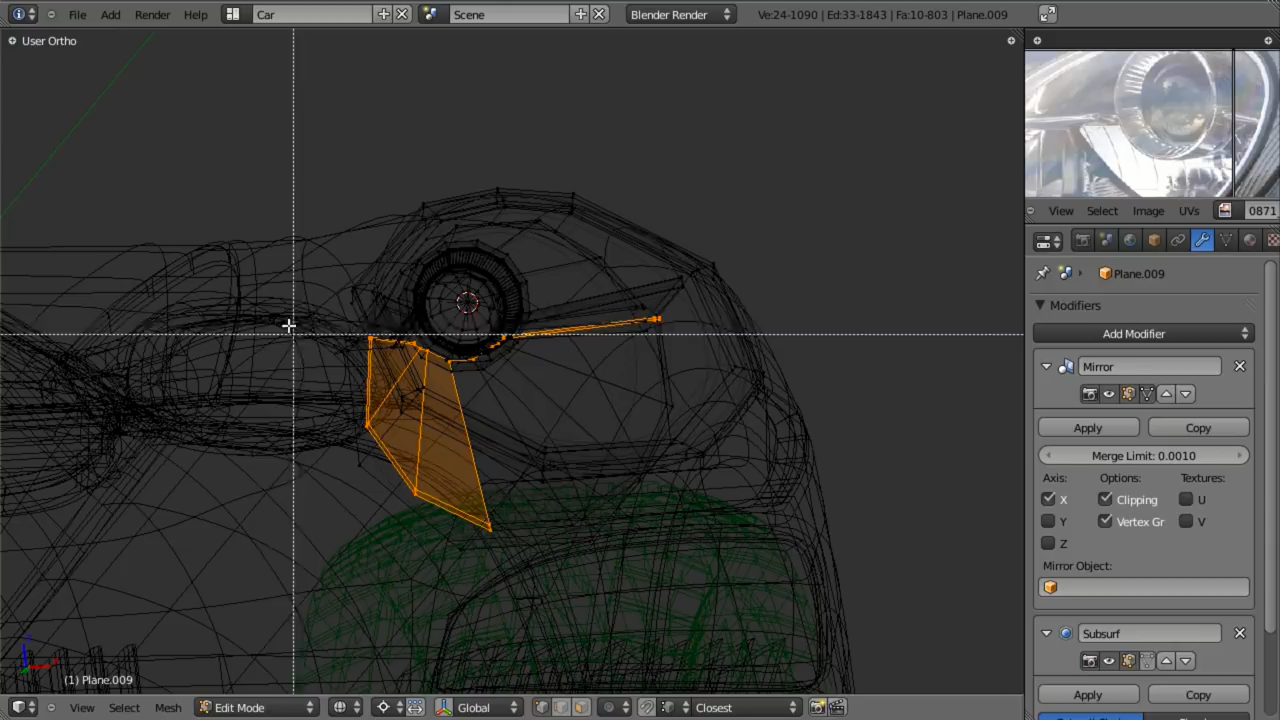 File Add Render Help Car Scene Blender Render Ve:24-1090 | Ed:33-1843 | Fa:10-803 | Plane.009
User Ortho
View Select Image UVs 0871
Plane.009
Modifiers
Add Modifier
Mirror
Apply Copy
Merge Limit: 0.0010
Axis: Options: Textures:
X Clipping U
Y Vertex Gr V
Z
Mirror Object:
Subsurf
(1) Plane.009
Apply Copy
View Select Mesh Edit Mode Global Closest